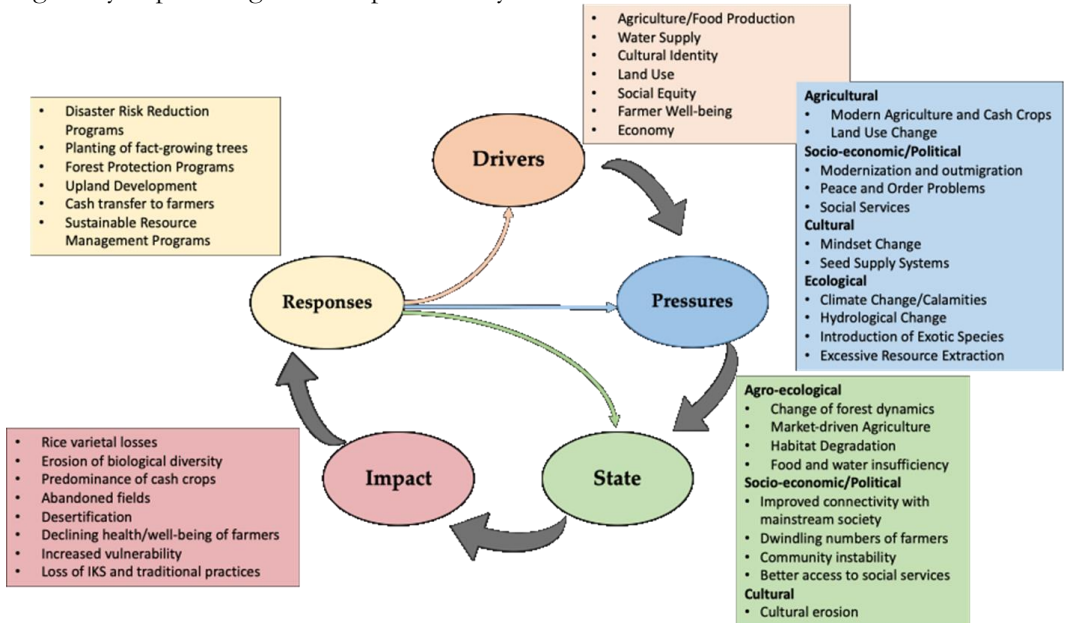 • Agriculture/Food Production
• Water Supply
• Cultural Identity
• Land Use
• Social Equity
• Farmer Well-being
• Economy
• Disaster Risk Reduction
Programs
• Planting of fact-growing trees
• Forest Protection Programs
• Upland Development
• Cash transfer to farmers
• Sustainable Resource
Management Programs
Drivers
Agricultural
• Modern Agriculture and Cash Crops
• Land Use Change
Socio-economic/Political
• Modernization and outmigration
• Peace and Order Problems
• Social Services
Cultural
• Mindset Change
• Seed Supply Systems
Ecological
• Climate Change/Calamities
• Hydrological Change
• Introduction of Exotic Species
• Excessive Resource Extraction
Responses
Pressures
Agro-ecological
• Change of forest dynamics
• Market-driven Agriculture
• Habitat Degradation
• Food and water insufficiency
Socio-economic/Political
• Improved connectivity with
mainstream society
• Dwindling numbers of farmers
• Community instability
• Better access to social services
Cultural
• Cultural erosion
• Rice varietal losses
• Erosion of biological diversity
• Predominance of cash crops
• Abandoned fields
• Desertification
• Declining health/well-being of farmers
• Increased vulnerability
• Loss of IKS and traditional practices
Impact
State